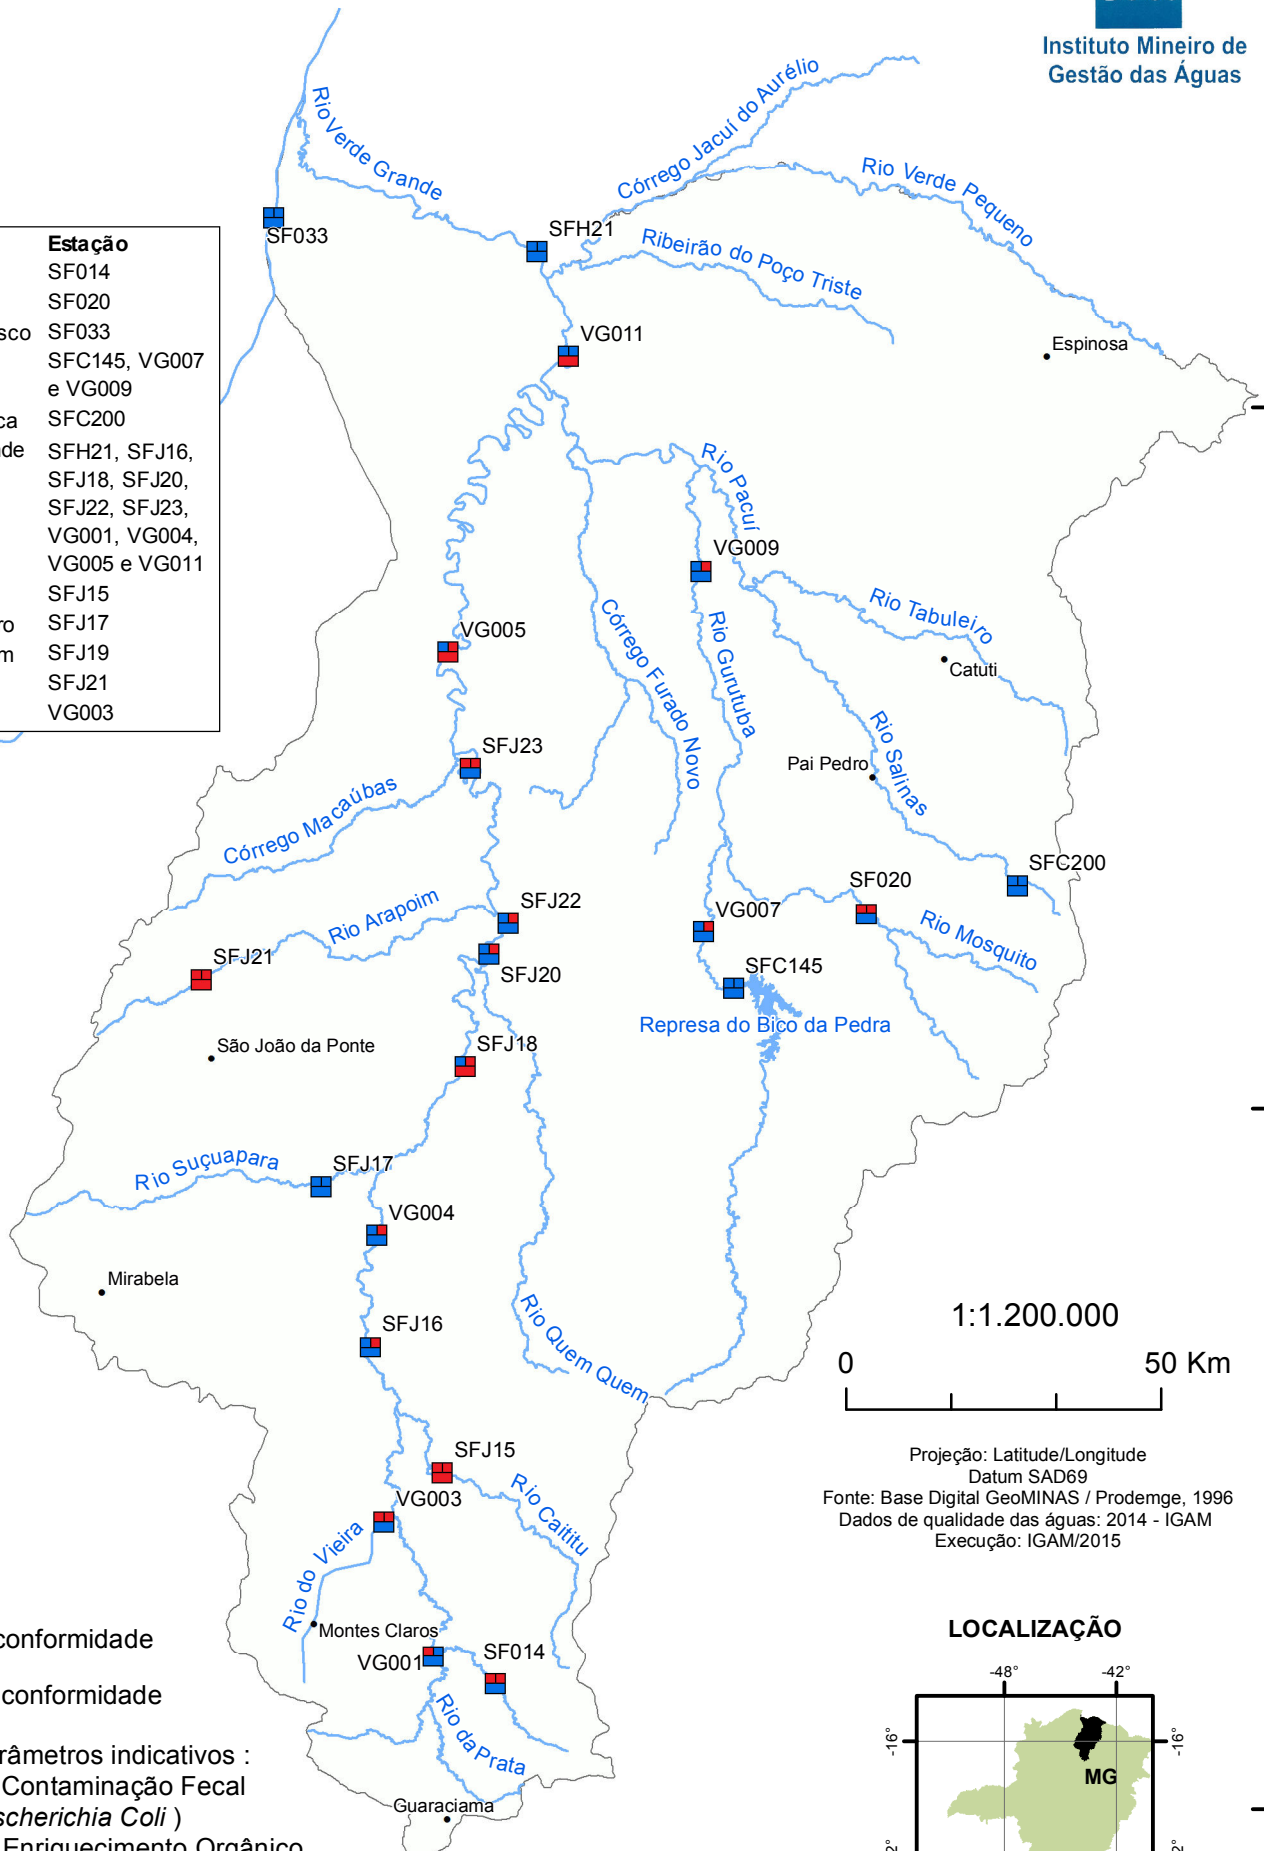 Instituto Mineiro de
Gestão das Águas
Rio Verde Grande
Córrego Jacuí do Aurélio
Rio Verde Pequeno
SF033
SFH21
Ribeirão do Poço Triste
VG011
Espinosa
Estação
SF014
SF020
sco SF033
SFC145, VG007
e VG009
ca SFC200
de SFH21, SFJ16,
SFJ18, SFJ20,
SFJ22, SFJ23,
VG001, VG004,
VG005 e VG011
SFJ15
ro SFJ17
m SFJ19
SFJ21
VG003
Rio Pacuí
VG009
Rio Tabuleiro
Catuti
VG005
Córrego Furado Novo
Rio Gurutuba
SFJ23
Pai Pedro
Rio Salinas
Córrego Macaúbas
SFC200
SF020
SFJ22
Rio Arapoim
VG007
Rio Mosquito
SFJ21
SFJ20
SFC145
Represa do Bico da Pedra
São João da Ponte
SFJ18
Rio Suçuapara
SFJ17
VG004
Mirabela
SFJ16
Rio Quem Quem
1:1.200.000
0 50 Km
SFJ15
Rio Caititu
VG003
Rio do Vieira
Projeção: Latitude/Longitude
Datum SAD69
Fonte: Base Digital GeoMINAS / Prodemge, 1996
Dados de qualidade das águas: 2014 - IGAM
Execução: IGAM/2015
Montes Claros
VG001
SF014
Rio da Prata
Guaraciama
conformidade
conformidade
râmetros indicativos :
Contaminação Fecal
scherichia Coli )
Enriquecimento Orgânico
LOCALIZAÇÃO
-48° -42°
-16° -16°
MG